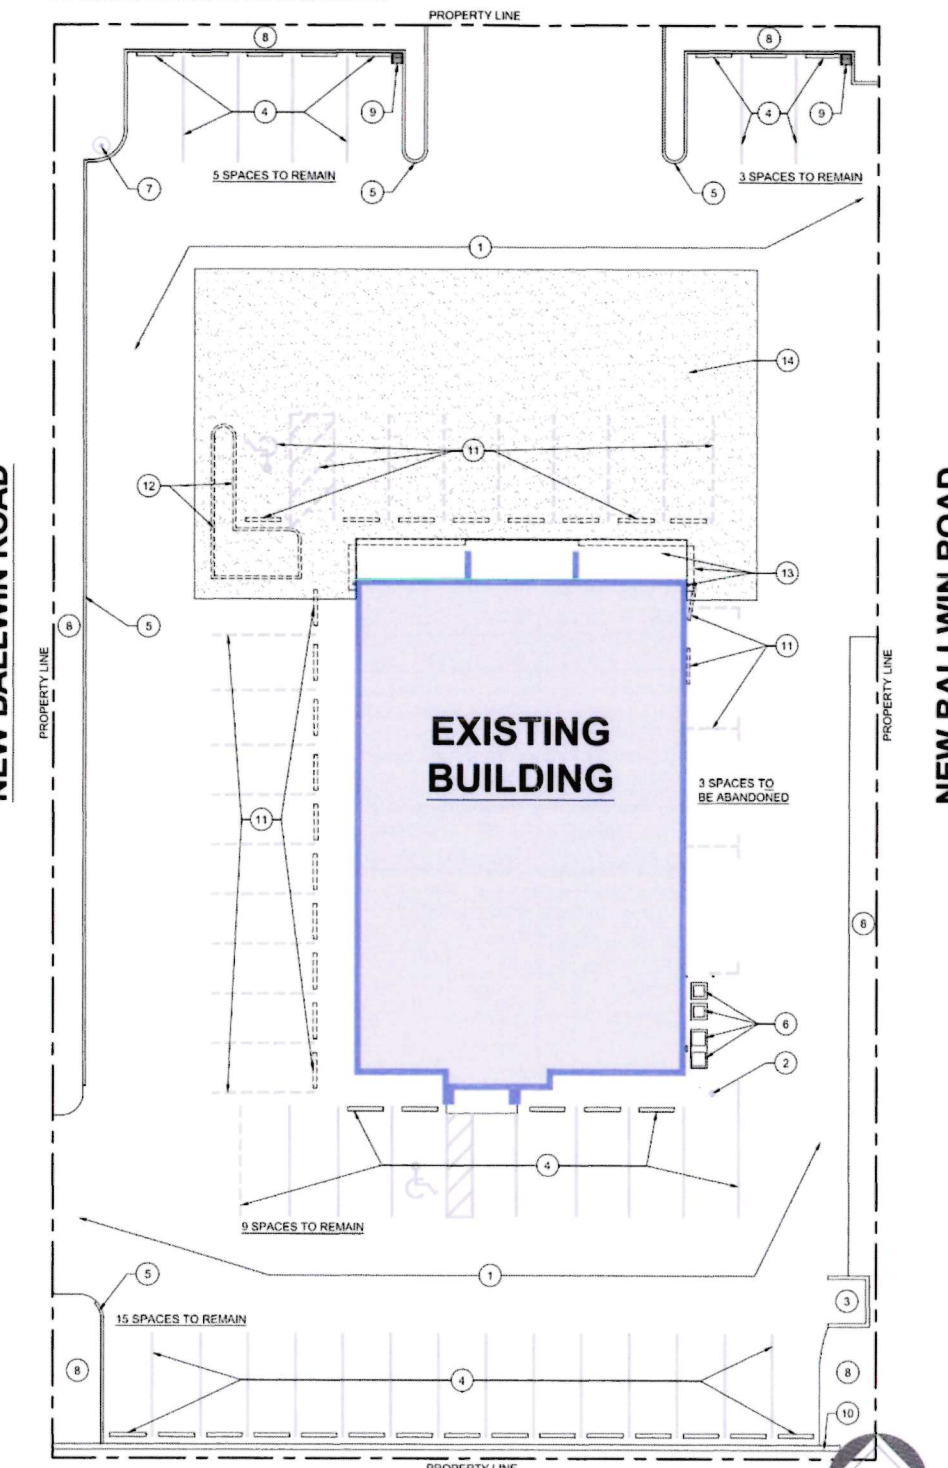 PROPERTY LINE
8
8
4
9
4
9
7
5 SPACES TO REMAIN
5
5
3 SPACES TO REMAIN
1
14
11
12
13
8
5
11
PROPERTY LINE
PROPERTY LINE
NEW BALLWIN ROAD
NEW BALLWIN ROAD
EXISTING
BUILDING
3 SPACES TO
BE ABANDONED
11
8
6
2
4
9 SPACES TO REMAIN
1
5
3
15 SPACES TO REMAIN
8
4
8
10
PROPERTY LINE